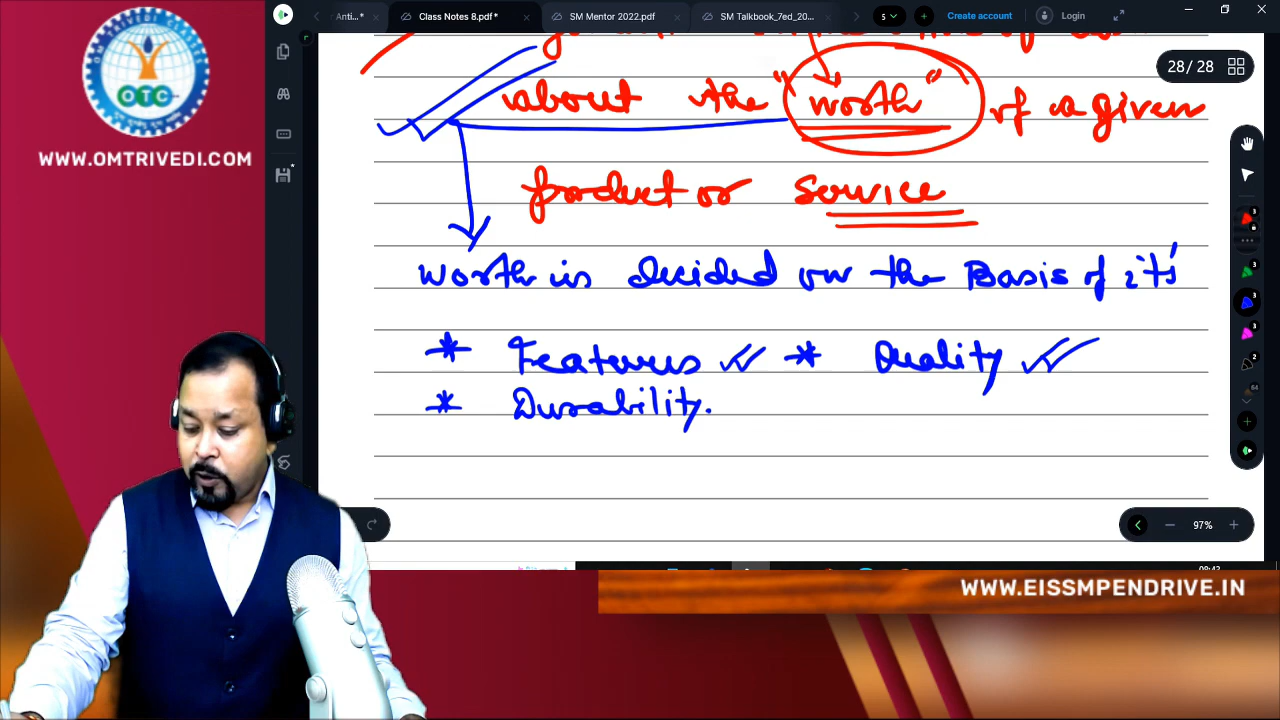 Anti... *
Class Notes 8.pdf*
SM Mentor 2022.pdf
SM Talkbook_7ed_20...
5
Create account
Login
28 / 28
OTC
WWW.OMTRIVEDI.COM
about the "worth" of a given
product or service
worth is decided on the Basis of it's
* Features * Quality
* Durability.
97%
WWW.EISSMPENDRIVE.IN